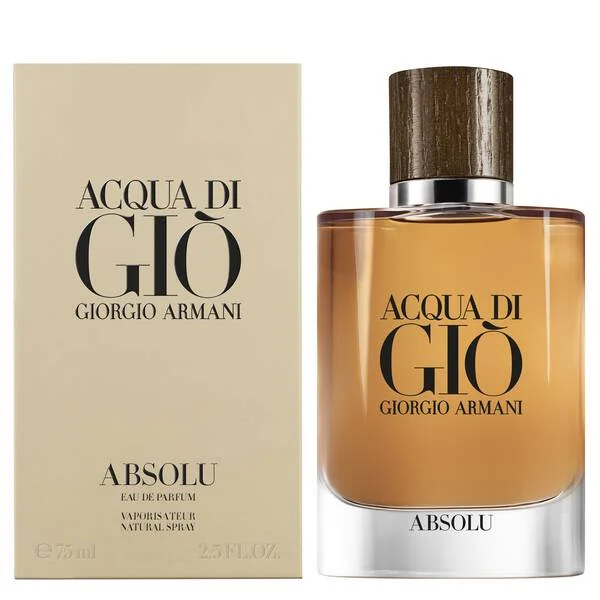 ACQUA DI
GIÒ
GIORGIO ARMANI
ABSOLU
EAU DE PARFUM
VAPORISATEUR
NATURAL SPRAY
℮ 75 ml 2.5 FL.OZ.
ACQUA DI
GIÒ
GIORGIO ARMANI
ABSOLU